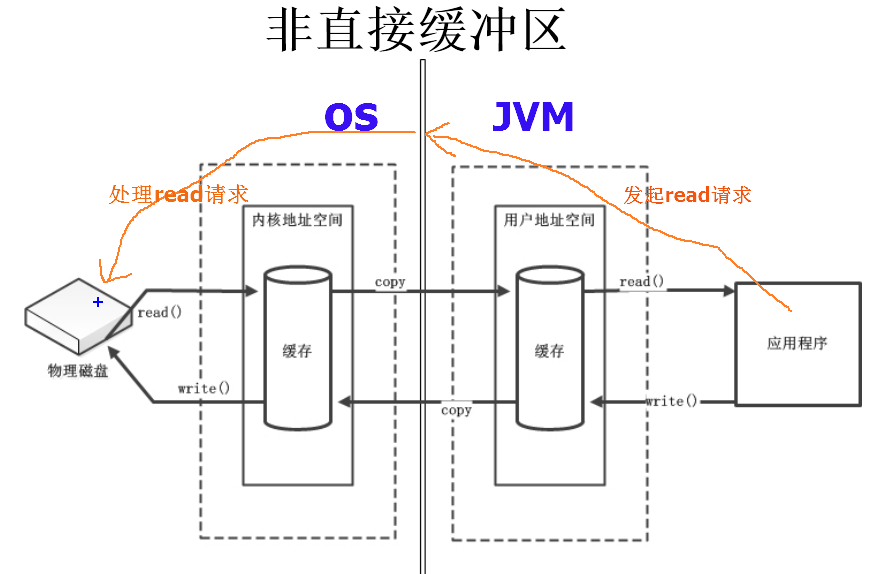 非直接缓冲区
OS
JVM
处理read请求
发起read请求
内核地址空间
用户地址空间
copy
read()
read()
缓存
缓存
应用程序
物理磁盘
write()
copy
write()